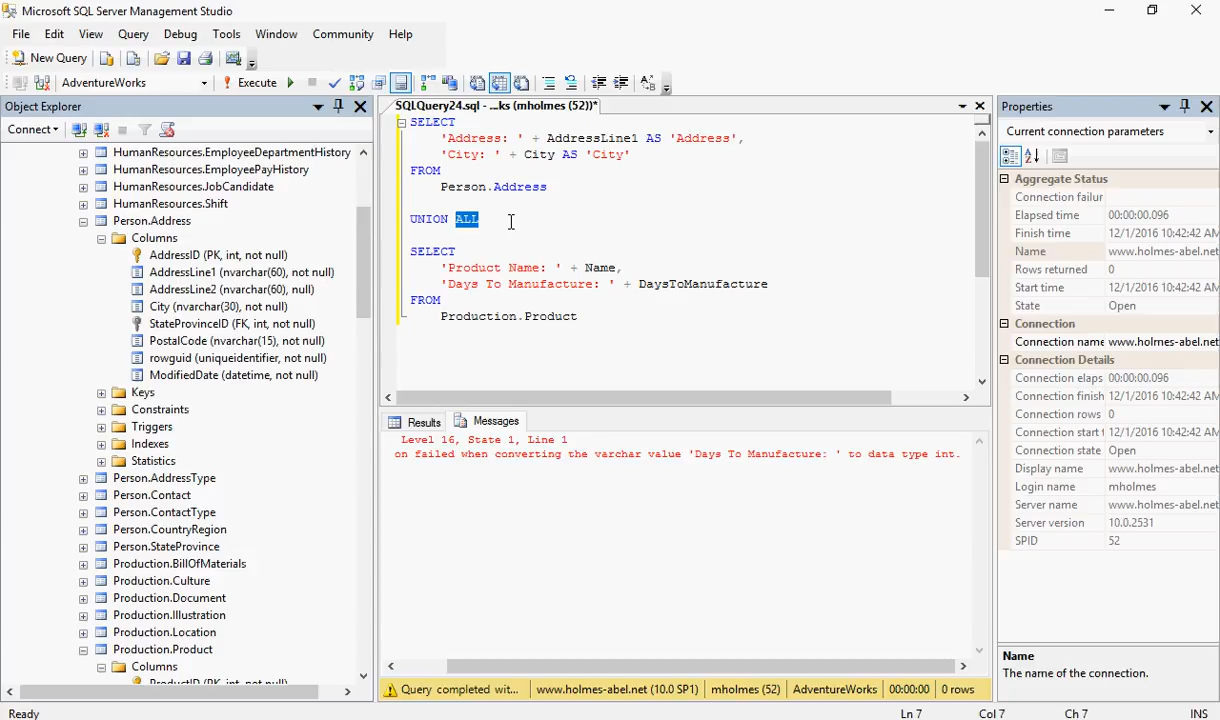 Microsoft SQL Server Management Studio
File Edit View Query Debug Tools Window Community Help
New Query
AdventureWorks
Execute
Object Explorer
Connect
HumanResources.EmployeeDepartmentHistory
HumanResources.EmployeePayHistory
HumanResources.JobCandidate
HumanResources.Shift
Person.Address
Columns
AddressID (PK, int, not null)
AddressLine1 (nvarchar(60), not null)
AddressLine2 (nvarchar(60), null)
City (nvarchar(30), not null)
StateProvinceID (FK, int, not null)
PostalCode (nvarchar(15), not null)
rowguid (uniqueidentifier, not null)
ModifiedDate (datetime, not null)
Keys
Constraints
Triggers
Indexes
Statistics
Person.AddressType
Person.Contact
Person.ContactType
Person.CountryRegion
Person.StateProvince
Production.BillOfMaterials
Production.Culture
Production.Document
Production.Illustration
Production.Location
Production.Product
Columns
ProductID (PK, int, not null)
SQLQuery24.sql - ...ks (mholmes (52))*
SELECT
'Address: ' + AddressLine1 AS 'Address',
'City: ' + City AS 'City'
FROM
Person.Address
UNION ALL
SELECT
'Product Name: ' + Name,
'Days To Manufacture: ' + DaysToManufacture
FROM
Production.Product
Results Messages
Level 16, State 1, Line 1
on failed when converting the varchar value 'Days To Manufacture: ' to data type int.
Query completed wit... www.holmes-abel.net (10.0 SP1) mholmes (52) AdventureWorks 00:00:00 0 rows
Properties
Current connection parameters
Aggregate Status
Connection failur
Elapsed time 00:00:00.096
Finish time 12/1/2016 10:42:42 AM
Name www.holmes-abel.net
Rows returned 0
Start time 12/1/2016 10:42:42 AM
State Open
Connection
Connection name www.holmes-abel.net
Connection Details
Connection elaps 00:00:00.096
Connection finish 12/1/2016 10:42:42 AM
Connection rows 0
Connection start t 12/1/2016 10:42:42 AM
Connection state Open
Display name www.holmes-abel.net
Login name mholmes
Server name www.holmes-abel.net
Server version 10.0.2531
SPID 52
Name
The name of the connection.
Ready Ln 7 Col 7 Ch 7 INS